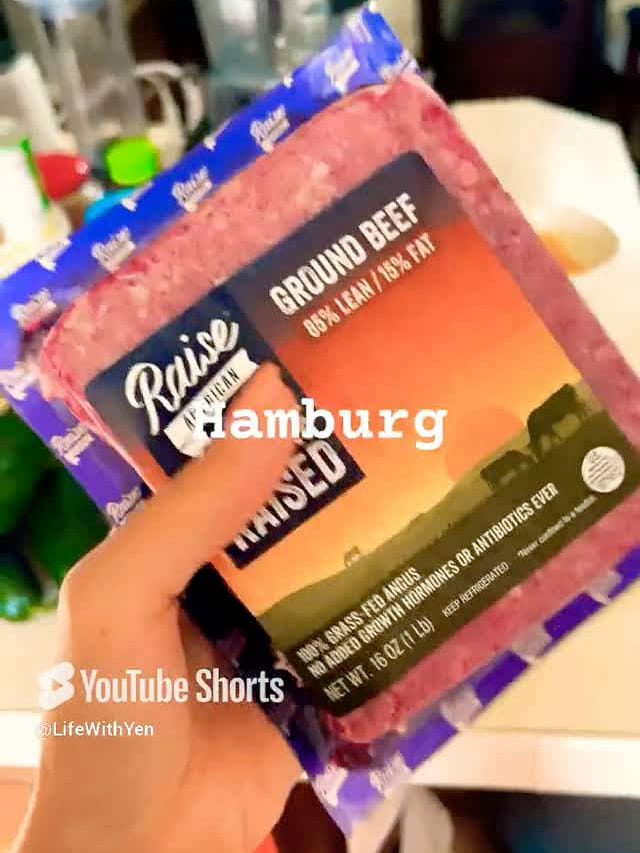 GROUND BEEF
85% LEAN / 15% FAT
Raise
AMERICAN
RAISED
Hamburg
100% GRASS-FED ANGUS
NO ADDED GROWTH HORMONES OR ANTIBIOTICS EVER
NET WT. 16 OZ (1 Lb)
KEEP REFRIGERATED
YouTube Shorts
@LifeWithYen